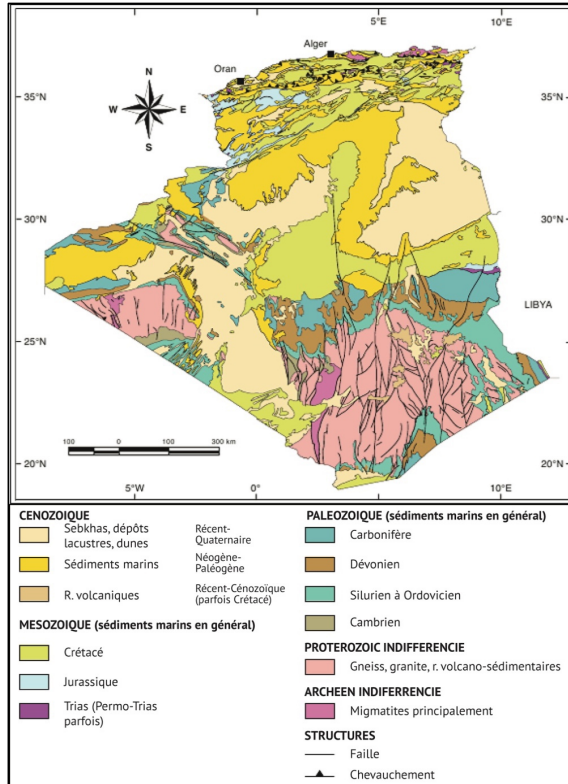 5°E
10°E
Alger
Oran
N
W
E
S
35°N
35°N
30°N
30°N
LIBYA
25°N
25°N
100
0
100
300 km
20°N
20°N
5°W
0°
5°E
10°E
CENOZOIQUE
Sebkhas, dépôts
lacustres, dunes
Récent-
Quaternaire
Sédiments marins
Néogène-
Paléogène
R. volcaniques
Récent-Cénozoïque
(parfois Crétacé)
MESOZOIQUE (sédiments marins en général)
Crétacé
Jurassique
Trias (Permo-Trias
parfois)
PALEOZOIQUE (sédiments marins en général)
Carbonifère
Dévonien
Silurien à Ordovicien
Cambrien
PROTEROZOIC INDIFFERENCIE
Gneiss, granite, r. volcano-sédimentaires
ARCHEEN INDIFERRENCIE
Migmatites principalement
STRUCTURES
Faille
Chevauchement